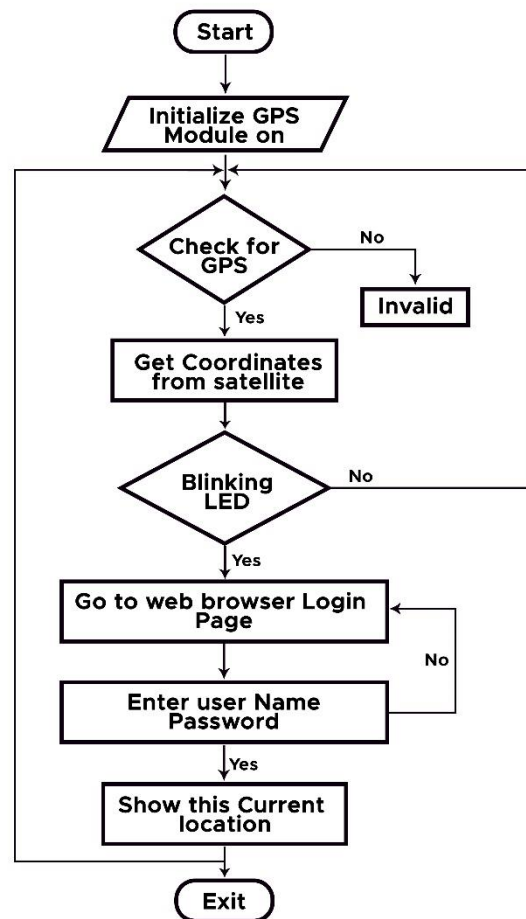 Start
Initialize GPS
Module on
Check for
GPS
No
Invalid
Yes
Get Coordinates
from satellite
Blinking
LED
No
Yes
Go to web browser Login
Page
No
Enter user Name
Password
Yes
Show this Current
location
Exit